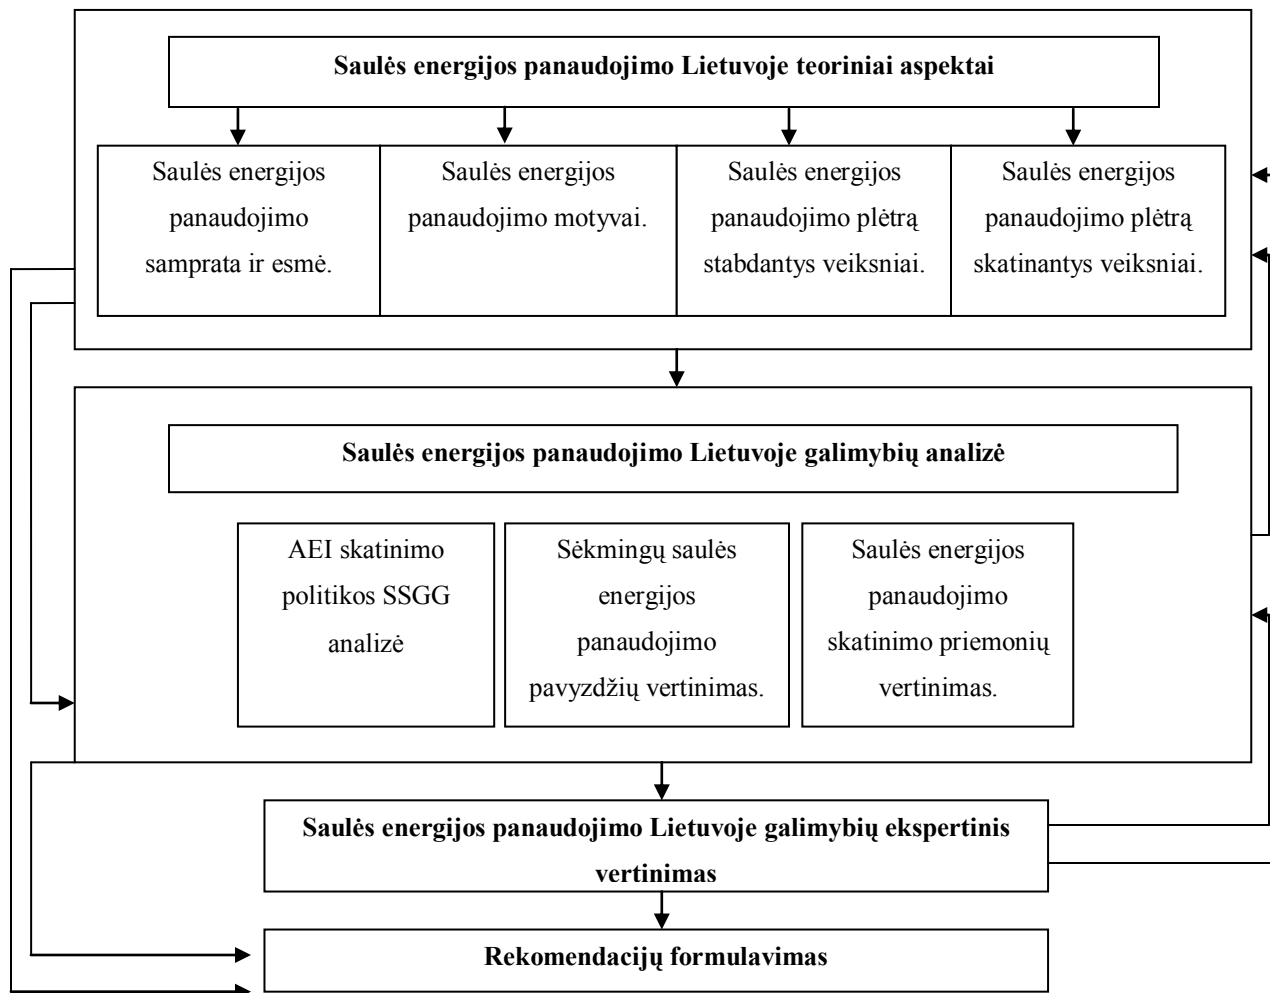 Saulės energijos panaudojimo Lietuvoje teoriniai aspektai
Saulės energijos
panaudojimo
samprata ir esmė.
Saulės energijos
panaudojimo motyvai.
Saulės energijos
panaudojimo plėtrą
stabdantys veiksniai.
Saulės energijos
panaudojimo plėtrą
skatinantys veiksniai.
Saulės energijos panaudojimo Lietuvoje galimybių analizė
AEI skatinimo
politikos SSGG
analizė
Sėkmingų saulės
energijos
panaudojimo
pavyzdžių vertinimas.
Saulės energijos
panaudojimo
skatinimo priemonių
vertinimas.
Saulės energijos panaudojimo Lietuvoje galimybių ekspertinis
vertinimas
Rekomendacijų formulavimas